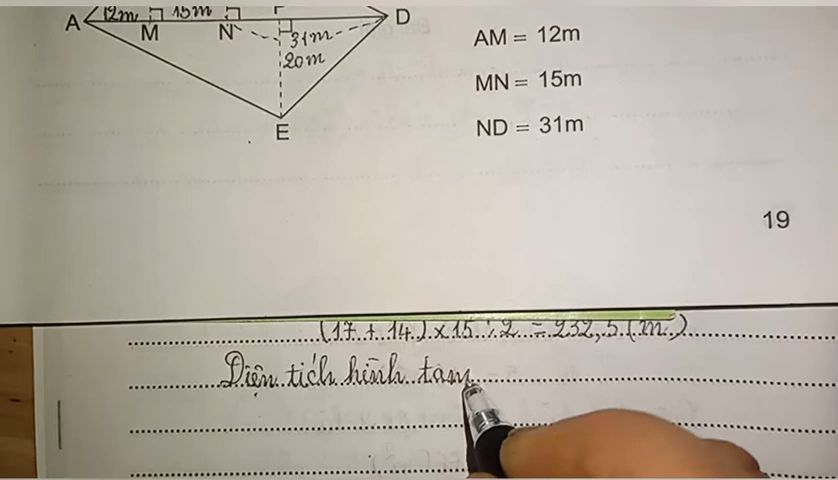 12m 15m
A M N D
31m
20m
E
AM = 12m
MN = 15m
ND = 31m
19
(17 + 14) x 15 : 2 = 232,5 (m )
Diện tích hình tam